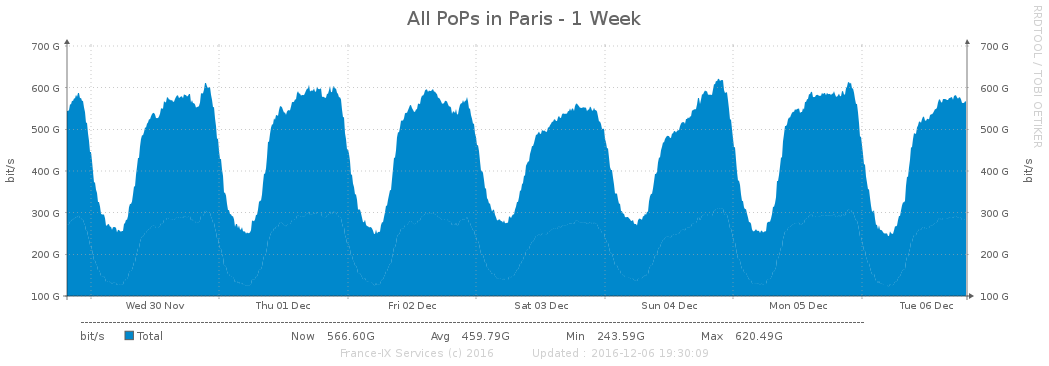 All PoPs in Paris - 1 Week
RRDTOOL / TOBI OETIKER
700 G 700 G
600 G 600 G
500 G 500 G
400 G 400 G
300 G 300 G
200 G 200 G
100 G 100 G
bit/s bit/s
Wed 30 Nov Thu 01 Dec Fri 02 Dec Sat 03 Dec Sun 04 Dec Mon 05 Dec Tue 06 Dec
bit/s Total Now 566.60G Avg 459.79G Min 243.59G Max 620.49G
France-IX Services (c) 2016 Updated : 2016-12-06 19:30:09